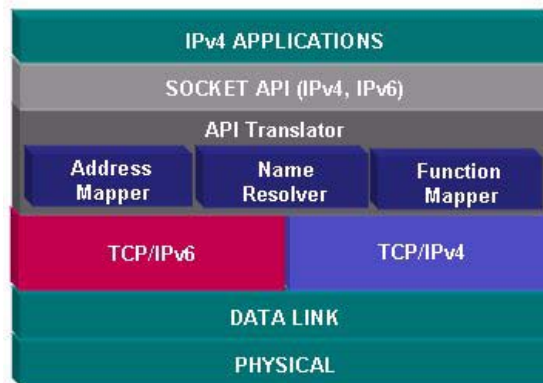 IPv4 APPLICATIONS
SOCKET API (IPv4, IPv6)
API Translator
Address
Mapper
Name
Resolver
Function
Mapper
TCP/IPv6
TCP/IPv4
DATA LINK
PHYSICAL